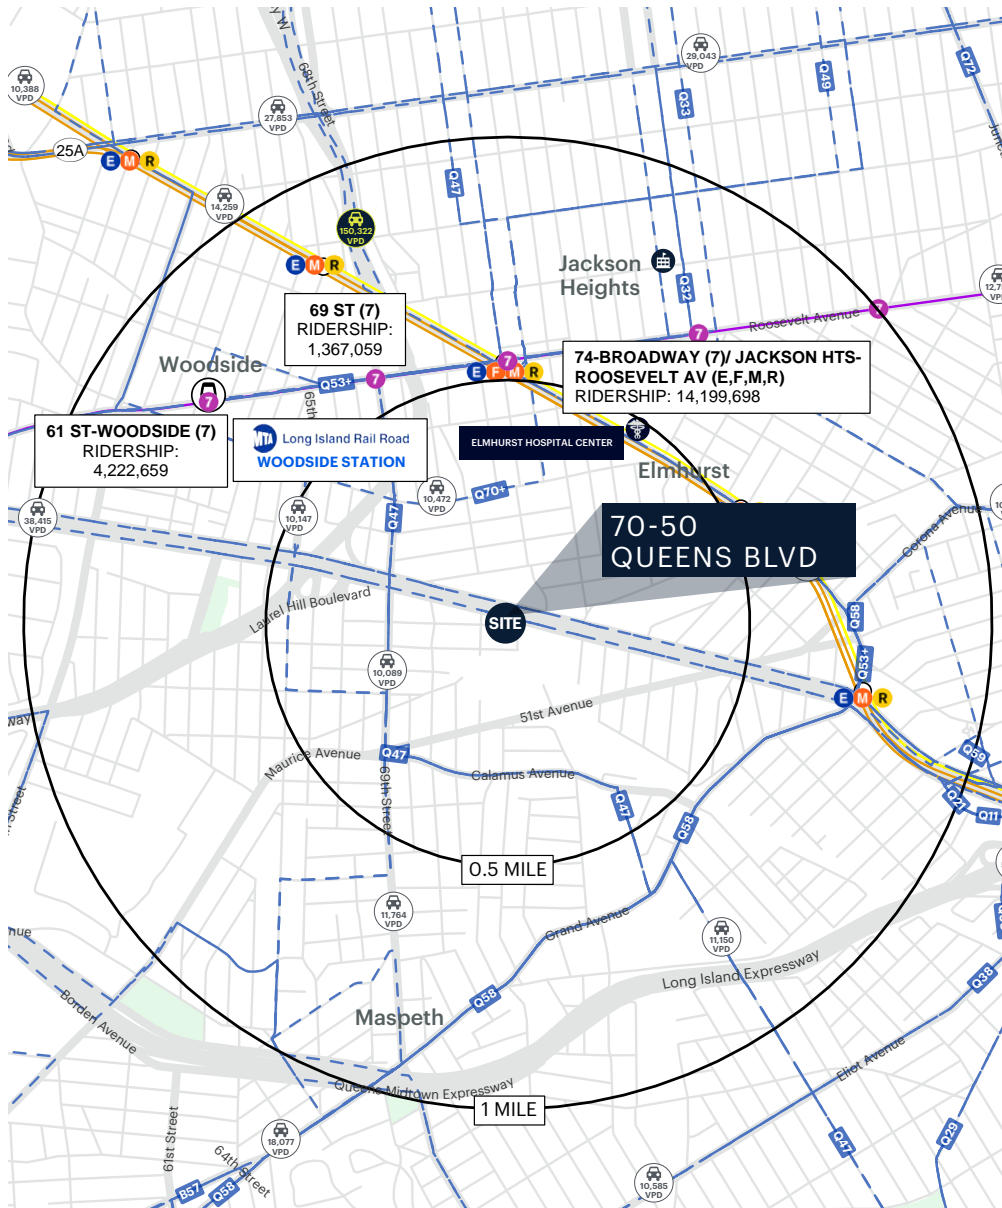 29,043
VPD
Q72
10,388
VPD
68th Street
Q49
Q33
27,853
VPD
25A
E M R
Q47
14,259
VPD
150,322
VPD
E M R
Jackson
Heights
Q32
69 ST (7)
RIDERSHIP:
1,367,059
Roosevelt Avenue
7
7
7
E F M R
74-BROADWAY (7)/ JACKSON HTS-
ROOSEVELT AV (E,F,M,R)
RIDERSHIP: 14,199,698
Woodside
7
Q53+
7
61 ST-WOODSIDE (7)
RIDERSHIP:
4,222,659
MTA Long Island Rail Road
WOODSIDE STATION
ELMHURST HOSPITAL CENTER
Elmhurst
10,472
VPD
Q70+
38,415
VPD
10,147
VPD
Q47
70-50
QUEENS BLVD
Corona Avenue
Laurel Hill Boulevard
SITE
Q58
Q53+
10,089
VPD
E M R
51st Avenue
Maurice Avenue
Q47
Calamus Avenue
69th Street
Q47
Q58
Q59
Q21
Q11
0.5 MILE
11,764
VPD
Grand Avenue
11,150
VPD
Long Island Expressway
Q38
Q58
Borden Avenue
Maspeth
Eliot Avenue
Queens Midtown Expressway
1 MILE
61st Street
18,077
VPD
64th Street
Q47
Q29
B57
Q58
10,585
VPD